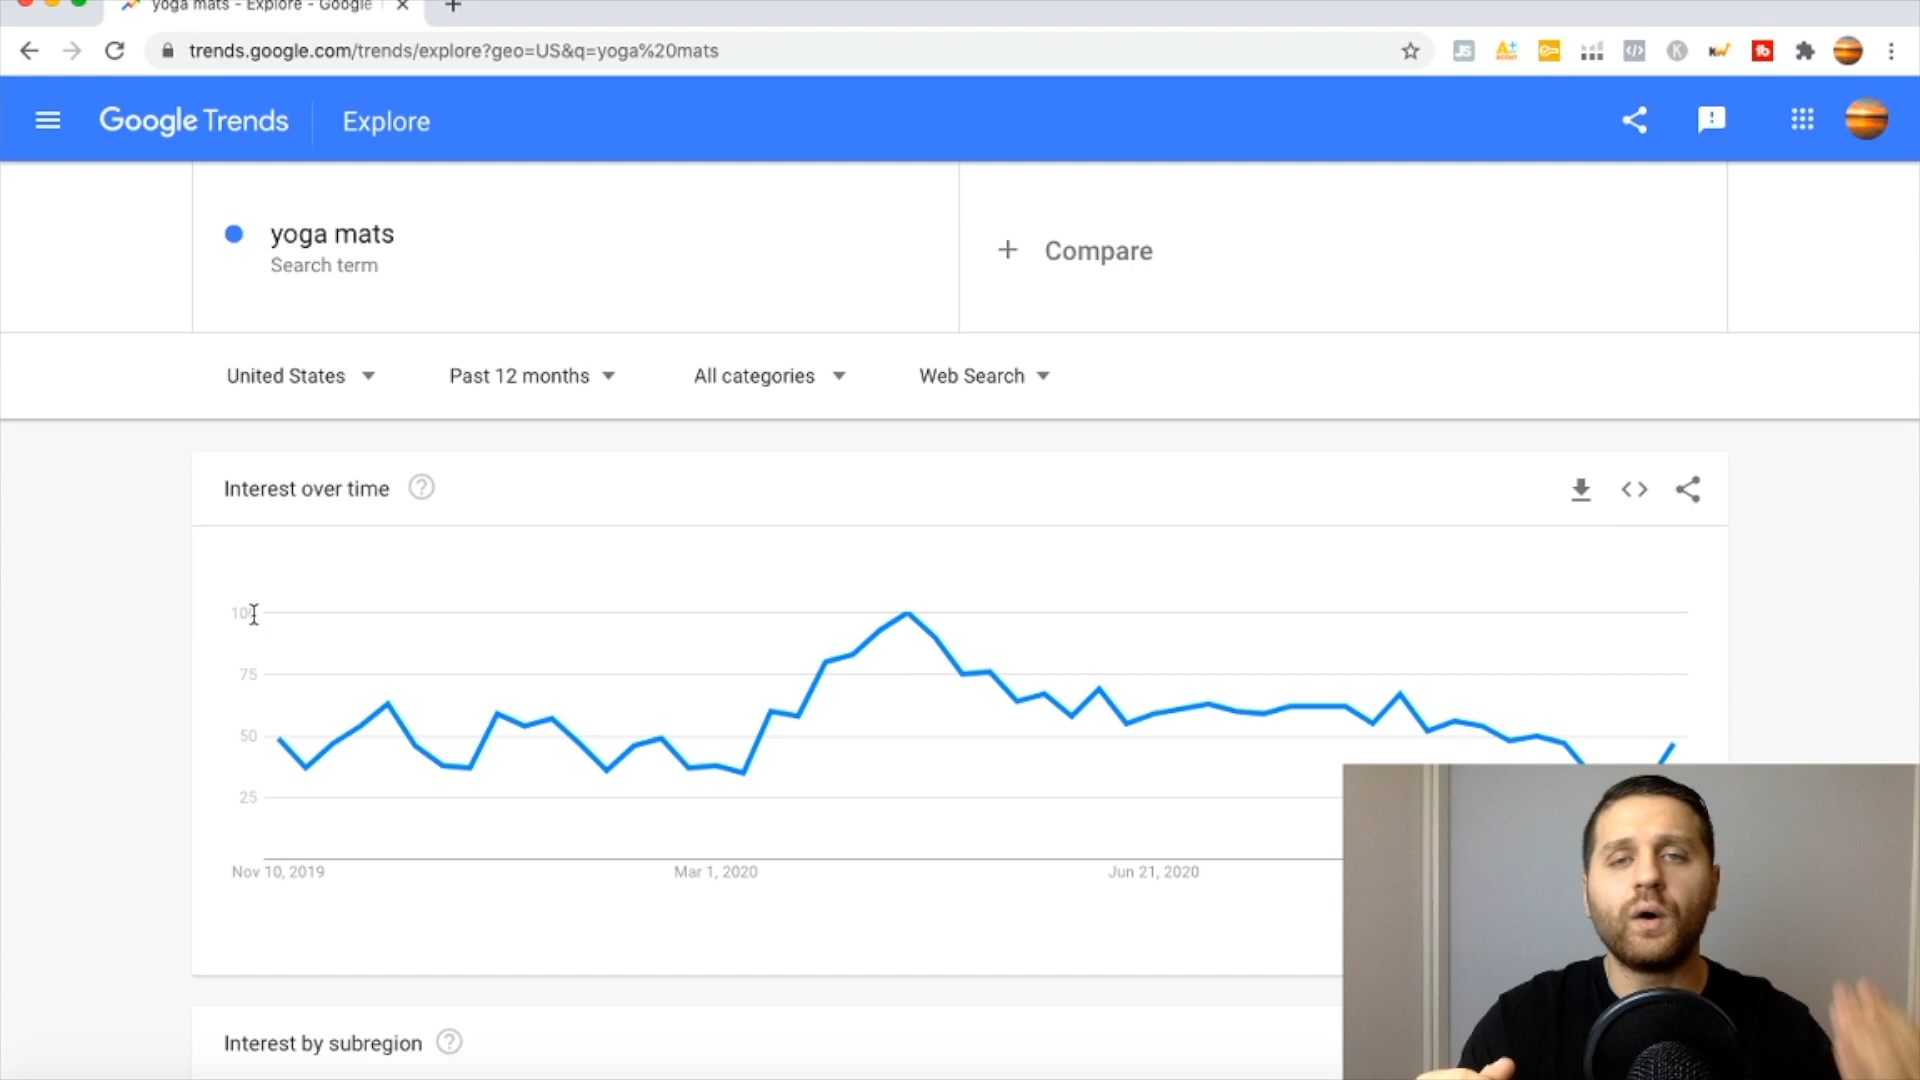 yoga mats - Explore - Google
trends.google.com/trends/explore?geo=US&q=yoga%20mats
Google Trends
Explore
yoga mats
Search term
+ Compare
United States
Past 12 months
All categories
Web Search
Interest over time
100
75
50
25
Nov 10, 2019
Mar 1, 2020
Jun 21, 2020
Interest by subregion